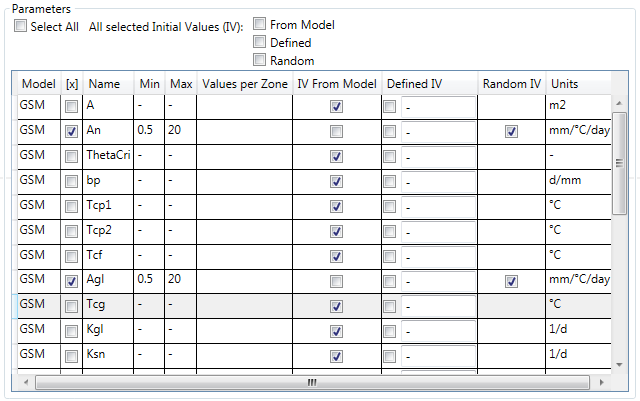 Parameters
Select All All selected Initial Values (IV): From Model
Defined
Random
Model [x] Name Min Max Values per Zone IV From Model Defined IV Random IV Units
GSM A - - - m2
GSM An 0.5 20 - mm/°C/day
GSM ThetaCri - - - -
GSM bp - - - d/mm
GSM Tcp1 - - - °C
GSM Tcp2 - - - °C
GSM Tcf - - - °C
GSM Agl 0.5 20 - mm/°C/day
GSM Tcg - - - °C
GSM Kgl - - - 1/d
GSM Ksn - - - 1/d